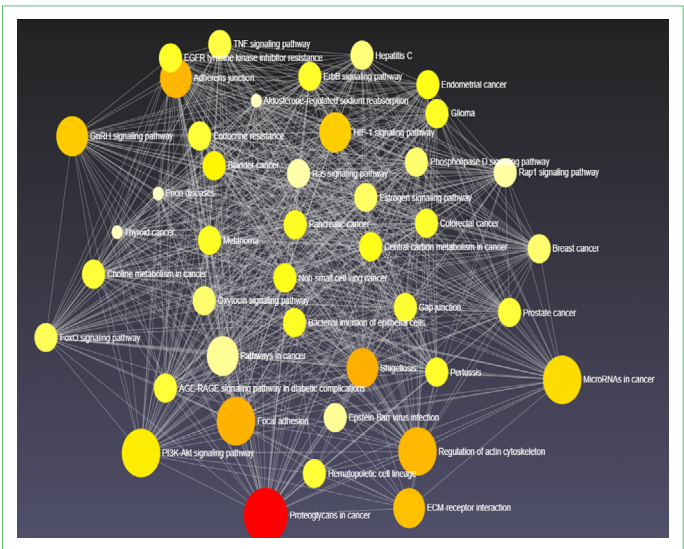 TNF signaling pathway
EGFR tyrosine kinase inhibitor resistance
Hepatitis C
Adherens junction
ErbB signaling pathway
Endometrial cancer
Aldosterone-regulated sodium reabsorption
Glioma
GnRH signaling pathway
Endocrine resistance
HIF-1 signaling pathway
Bladder cancer
Phospholipase D signaling pathway
Ras signaling pathway
Rap1 signaling pathway
Prion diseases
Estrogen signaling pathway
Thyroid cancer
Pancreatic cancer
Colorectal cancer
Melanoma
Central carbon metabolism in cancer
Breast cancer
Choline metabolism in cancer
Non small cell lung cancer
Oxytocin signaling pathway
Gap junction
Prostate cancer
Bacterial invasion of epithelial cells
FoxO signaling pathway
Pathways in cancer
Shigellosis
Pertussis
MicroRNAs in cancer
AGE-RAGE signaling pathway in diabetic complications
Focal adhesion
Epstein-Barr virus infection
PI3K-Akt signaling pathway
Regulation of actin cytoskeleton
Hematopoietic cell lineage
Proteoglycans in cancer
ECM-receptor interaction